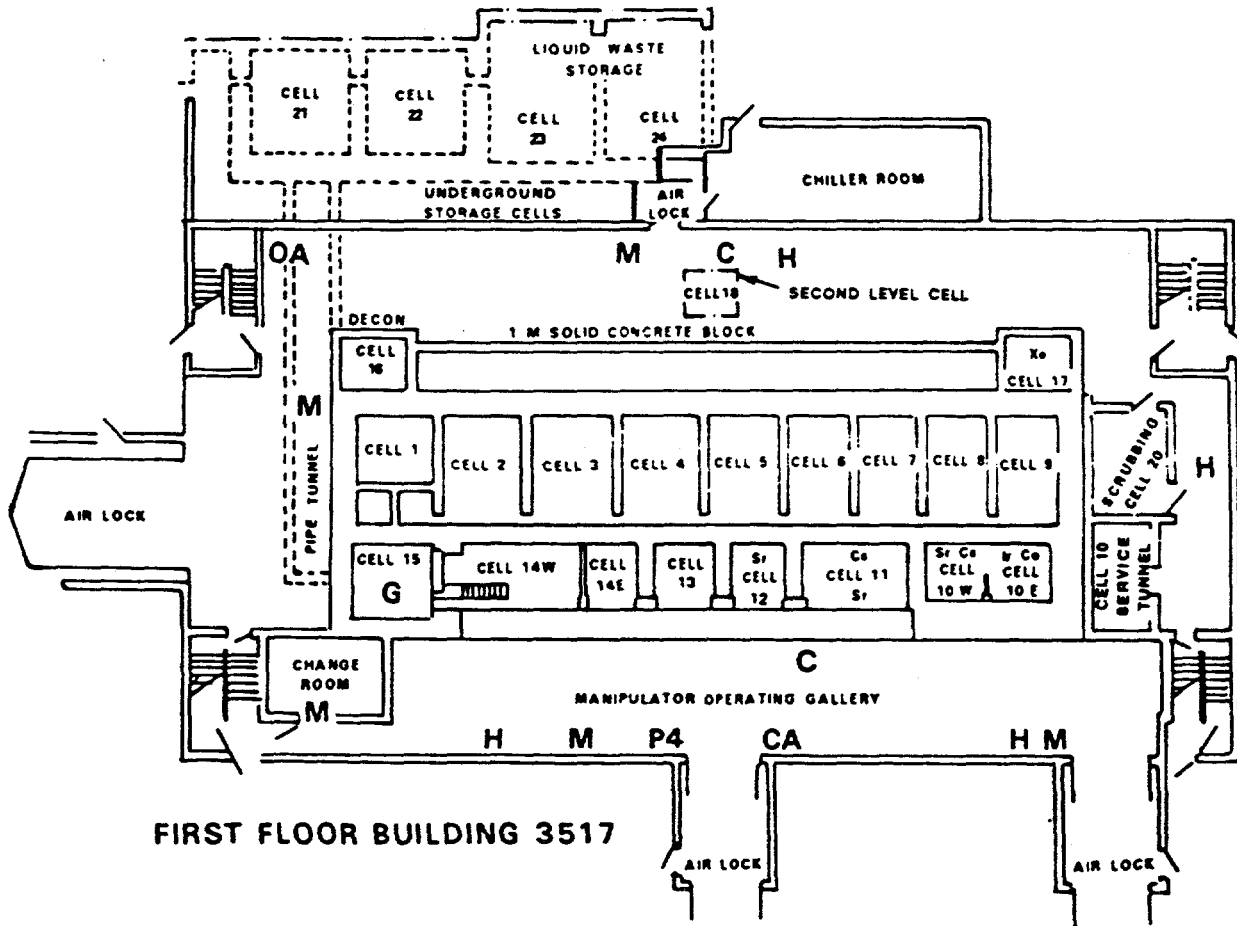 LIQUID WASTE
STORAGE
CELL
21
CELL
22
CELL
23
CELL
24
CHILLER ROOM
UNDERGROUND
STORAGE CELLS
AIR
LOCK
OA
M
C
H
CELL 18
SECOND LEVEL CELL
DECON
1 M SOLID CONCRETE BLOCK
CELL
16
Xe
CELL 17
M
CELL 1
CELL 2
CELL 3
CELL 4
CELL 5
CELL 6
CELL 7
CELL 8
CELL 9
SCRUBBING
CELL 20
H
AIR LOCK
PIPE TUNNEL
CELL 15
G
CELL 14W
CELL
14E
CELL
13
Sr
CELL
12
Cs
CELL 11
Sr
Sr Cs
CELL
10 W
Ir Co
CELL
10 E
CELL 10
SERVICE
TUNNEL
CHANGE
ROOM
M
C
MANIPULATOR OPERATING GALLERY
H
M
P4
CA
H
M
FIRST FLOOR BUILDING 3517
AIR LOCK
AIR LOCK